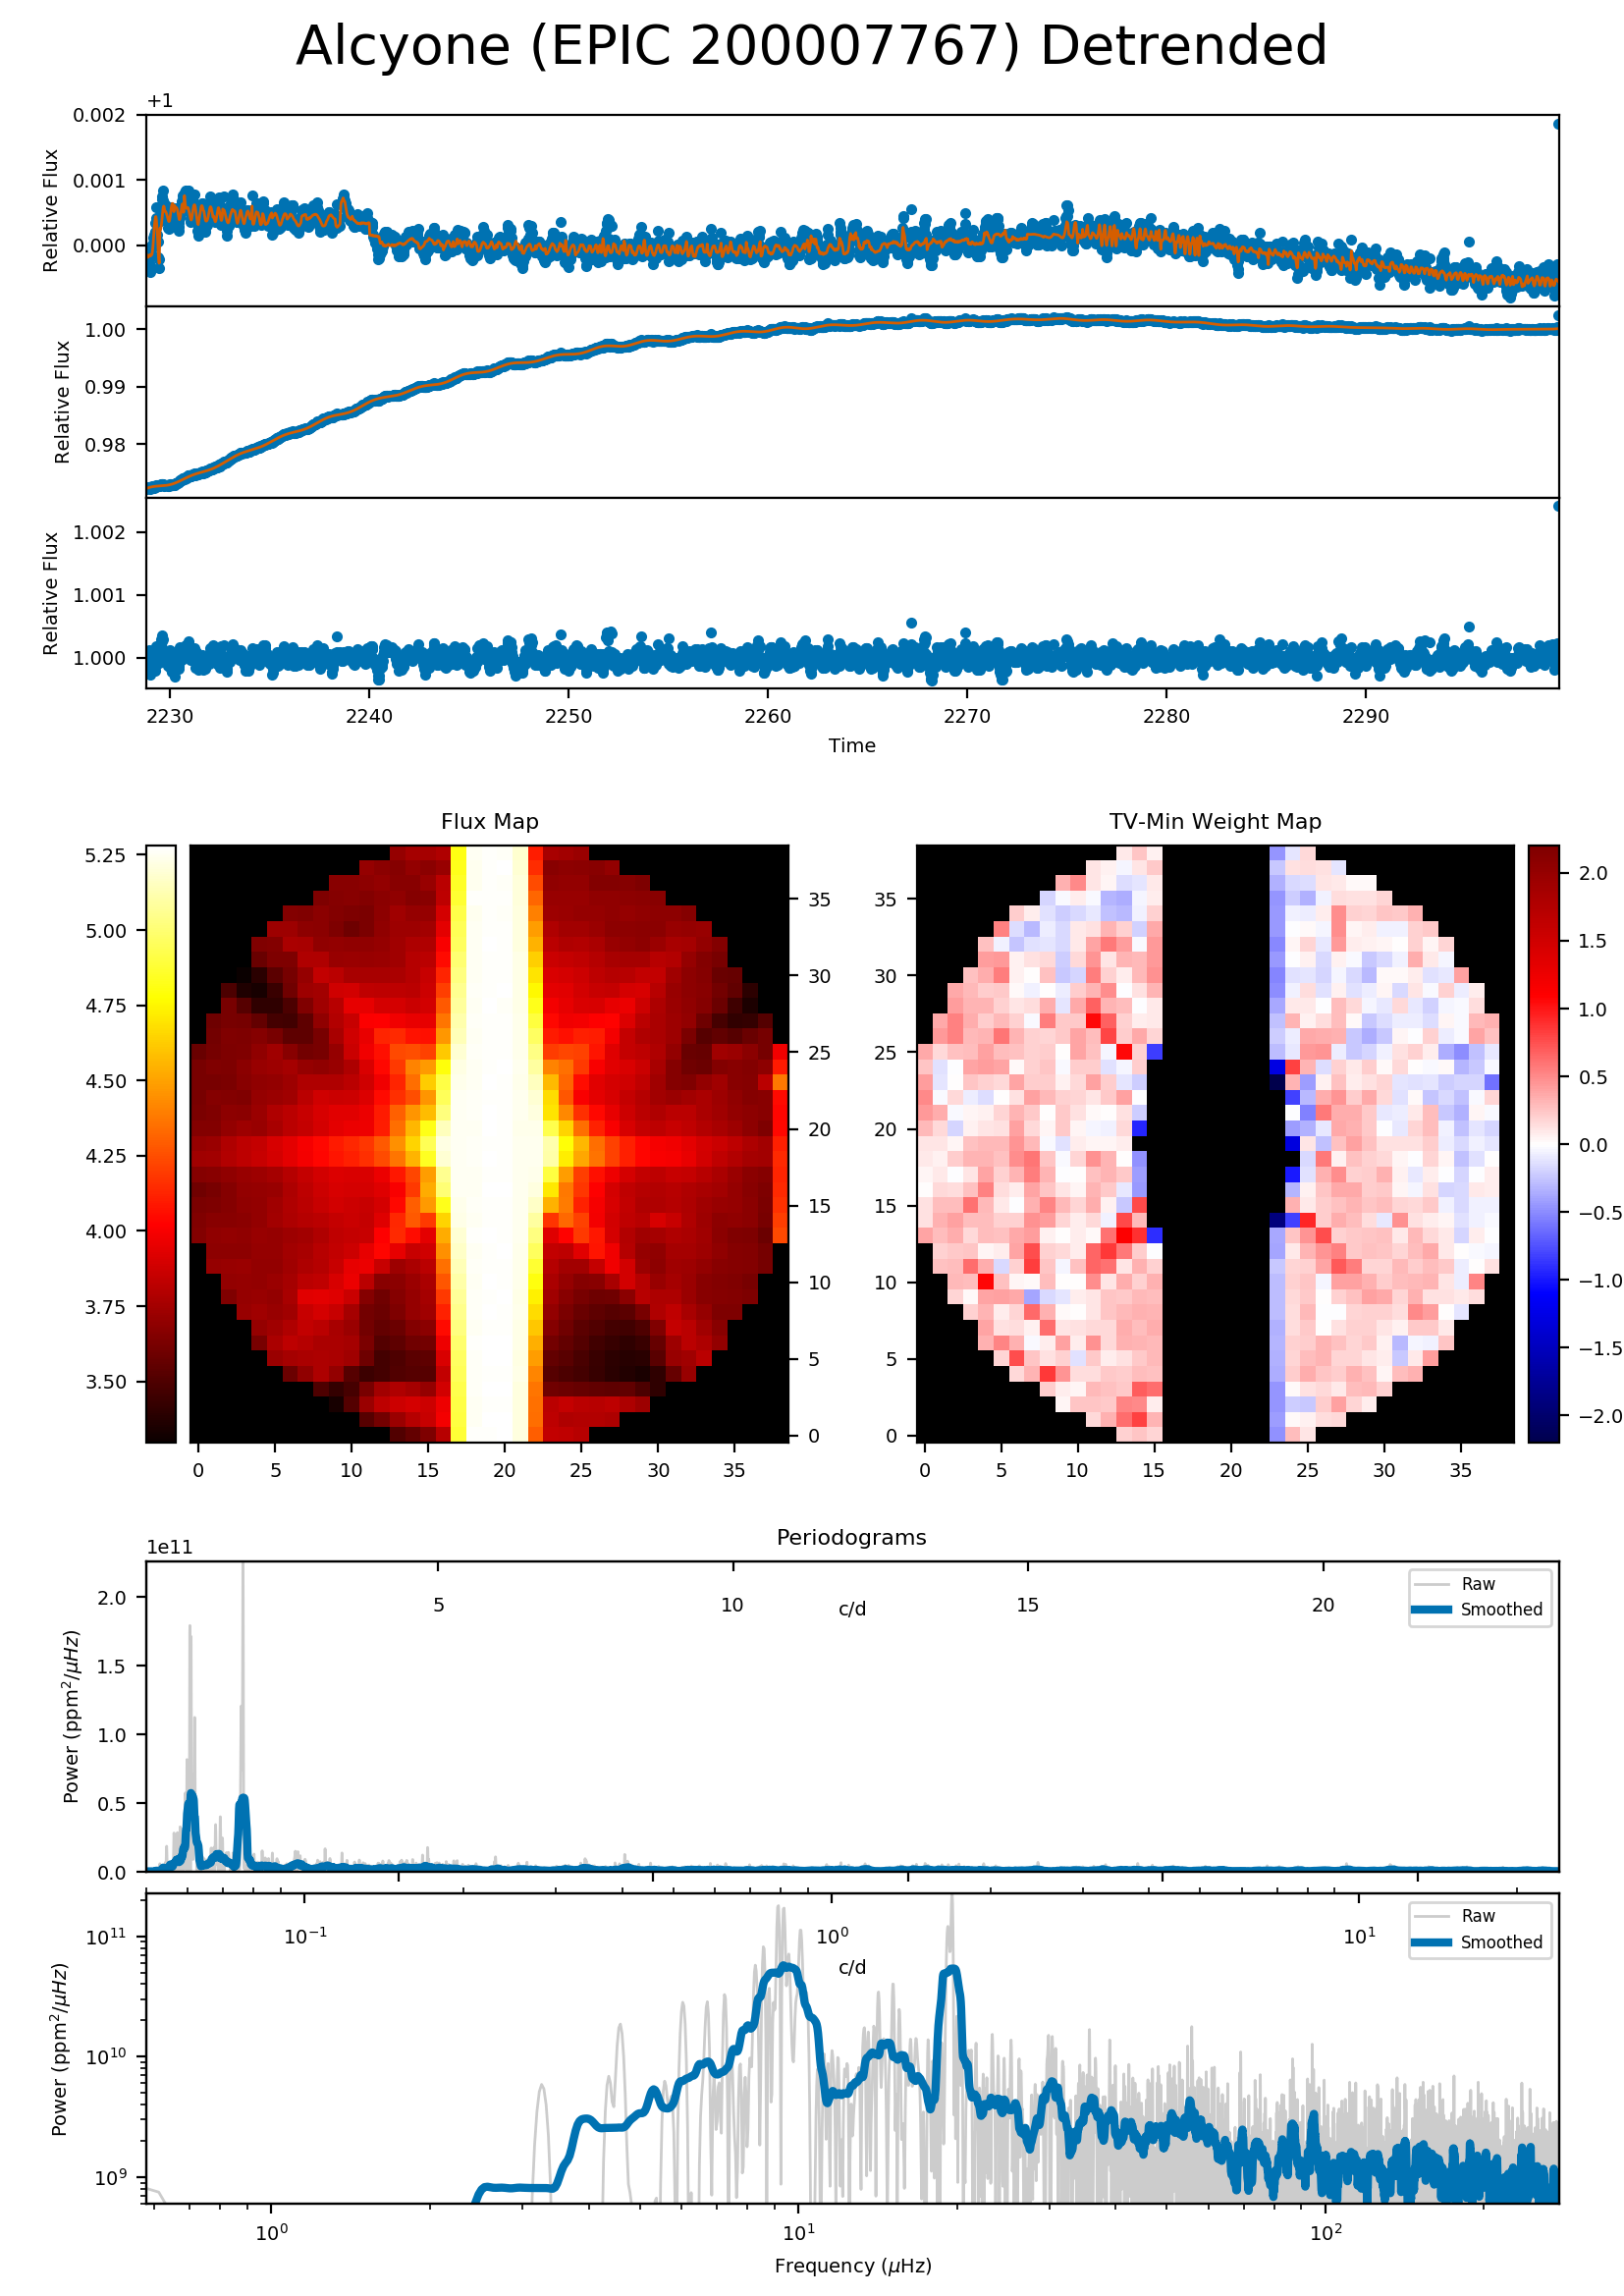 Alcyone (EPIC 200007767) Detrended
+1
0.002
0.001
0.000
Relative Flux
1.00
0.99
0.98
Relative Flux
1.002
1.001
1.000
Relative Flux
2230 2240 2250 2260 2270 2280 2290
Time
Flux Map
5.25
5.00
4.75
4.50
4.25
4.00
3.75
3.50
35
30
25
20
15
10
5
0
0 5 10 15 20 25 30 35
TV-Min Weight Map
35
30
25
20
15
10
5
0
0 5 10 15 20 25 30 35
2.0
1.5
1.0
0.5
0.0
−0.5
−1.0
−1.5
−2.0
Periodograms
1e11
2.0
1.5
1.0
0.5
0.0
Power (ppm²/μHz)
5 10 15 20
c/d
Raw
Smoothed
10¹¹
10¹⁰
10⁹
Power (ppm²/μHz)
10⁻¹ 10⁰ 10¹
c/d
Raw
Smoothed
10⁰ 10¹ 10²
Frequency (μHz)